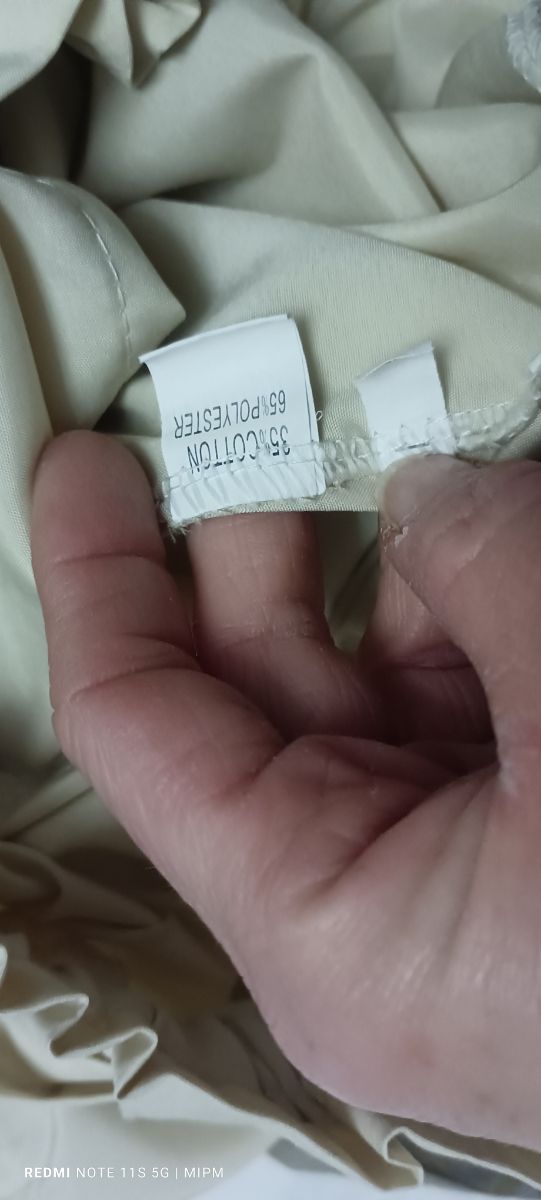 35%COTTON
65%POLYESTER
REDMI NOTE 11S 5G | MIPM